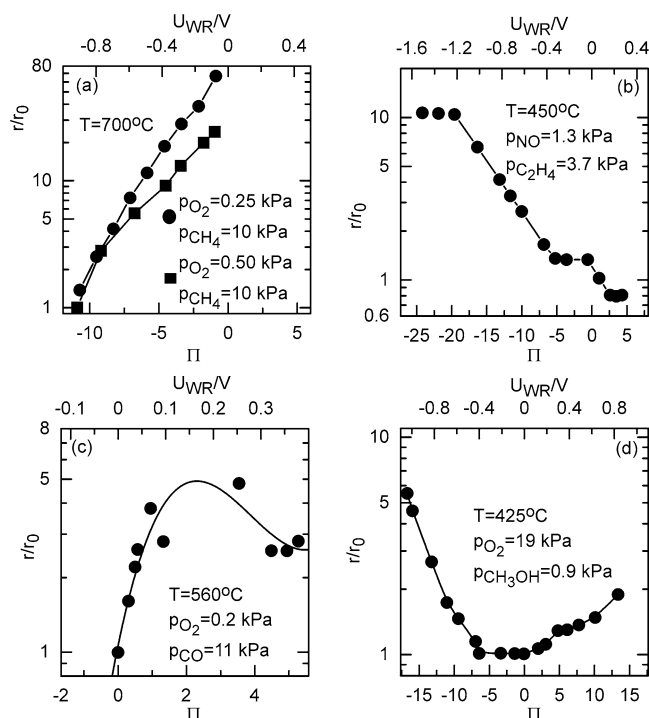 U_WR/V
-0.8 -0.4 0 0.4
80
(a)
T=700°C
r/r₀
10
5
p_O₂=0.25 kPa
p_CH₄=10 kPa
p_O₂=0.50 kPa
p_CH₄=10 kPa
1
-10 -5 0 5
Π
U_WR/V
-1.6 -1.2 -0.8 -0.4 0 0.4
(b)
T=450°C
p_NO=1.3 kPa
p_C₂H₄=3.7 kPa
r/r₀
10
1
0.6
-25 -20 -15 -10 -5 0 5
Π
U_WR/V
-0.1 0 0.1 0.2 0.3 0.4
8
(c)
5
r/r₀
T=560°C
p_O₂=0.2 kPa
p_CO=11 kPa
1
-2 0 2 4
Π
U_WR/V
-0.8 -0.4 0 0.4 0.8
10
(d)
T=425°C
p_O₂=19 kPa
p_CH₃OH=0.9 kPa
5
r/r₀
1
-15 -10 -5 0 5 10 15
Π